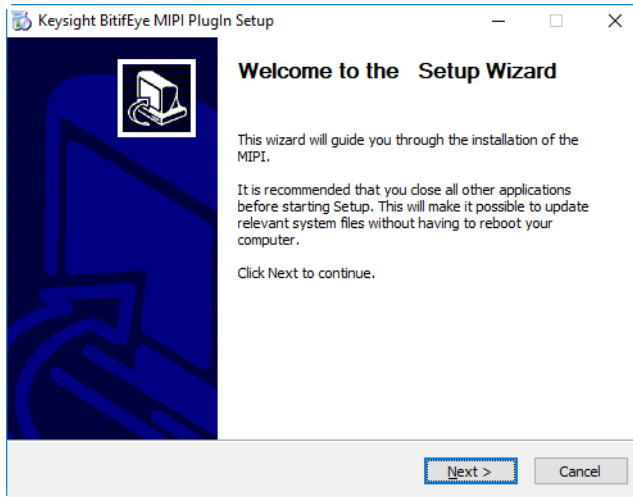 Keysight BitifEye MIPI PlugIn Setup
Welcome to the Setup Wizard
This wizard will guide you through the installation of the
MIPI.
It is recommended that you close all other applications
before starting Setup. This will make it possible to update
relevant system files without having to reboot your
computer.
Click Next to continue.
Next >
Cancel